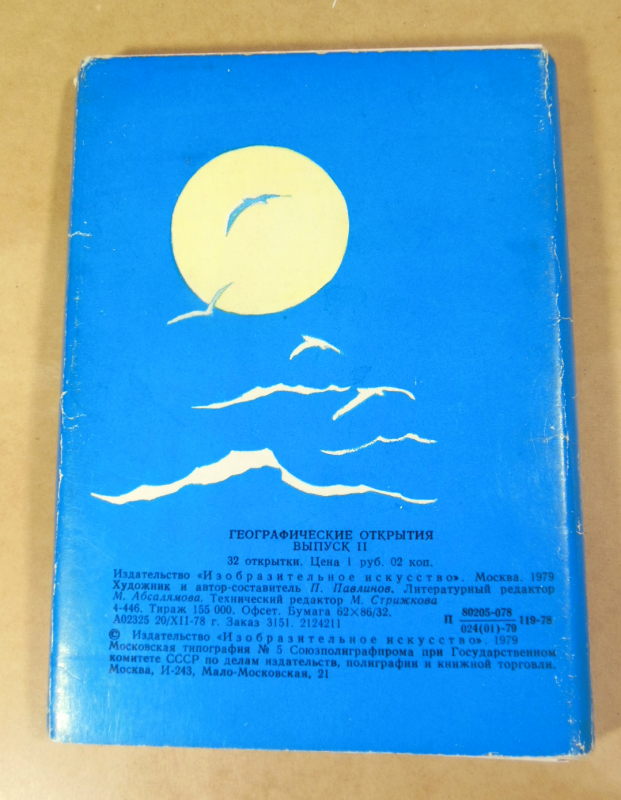 ГЕОГРАФИЧЕСКИЕ ОТКРЫТИЯ
ВЫПУСК II
32 открытки. Цена 1 руб. 02 коп.
Издательство «Изобразительное искусство». Москва. 1979
Художник и автор-составитель П. Павлинов. Литературный редактор
М. Абсалямова. Технический редактор М. Стрижкова
4-446. Тираж 155 000. Офсет. Бумага 62×86/32.
А02325 20/XII-78 г. Заказ 3151. 2124211
П 80205-078
024(01)-79 119-78
© Издательство «Изобразительное искусство». 1979
Московская типография № 5 Союзполиграфпрома при Государственном
комитете СССР по делам издательств, полиграфии и книжной торговли.
Москва, И-243, Мало-Московская, 21